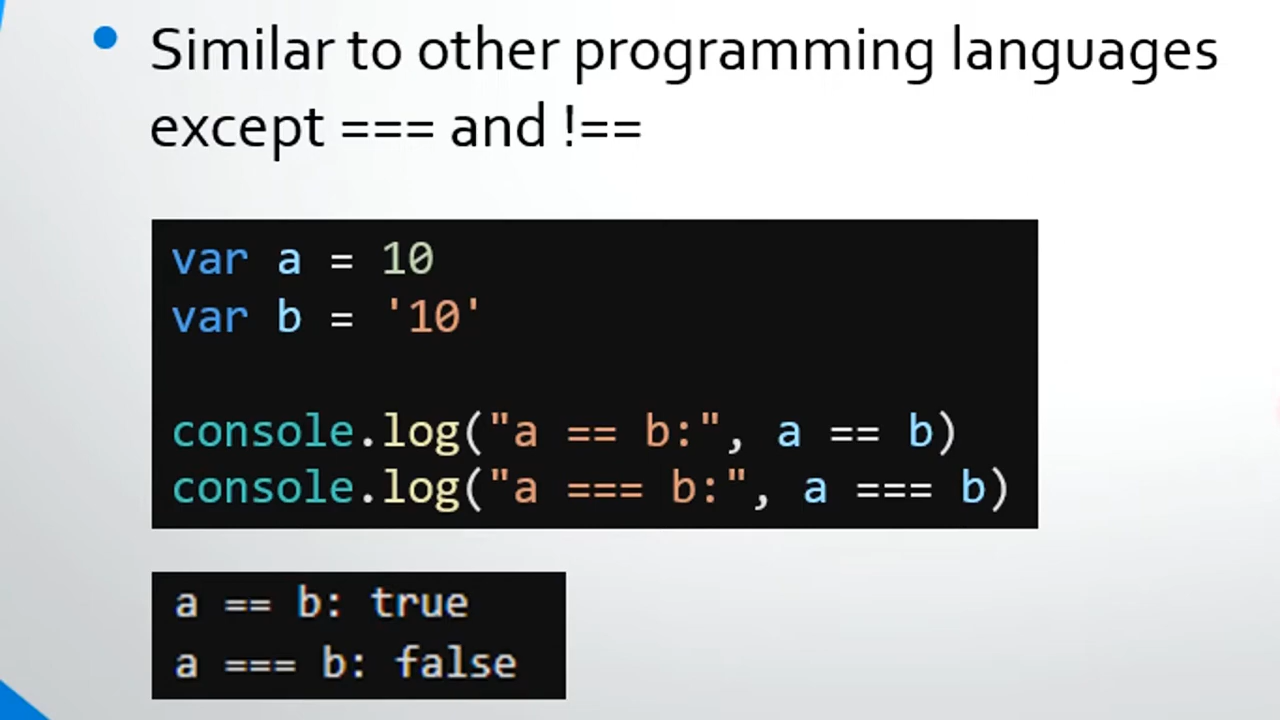 Similar to other programming languages
except === and !==
var a = 10
var b = '10'
console.log("a == b:", a == b)
console.log("a === b:", a === b)
a == b: true
a === b: false